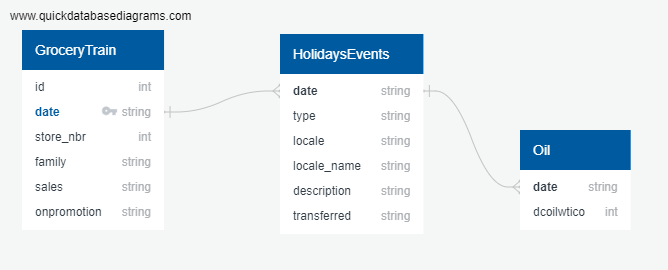 www.quickdatabasediagrams.com
GroceryTrain
id int
date string
store_nbr int
family string
sales string
onpromotion string
HolidaysEvents
date string
type string
locale string
locale_name string
description string
transferred string
Oil
date string
dcoilwtico int